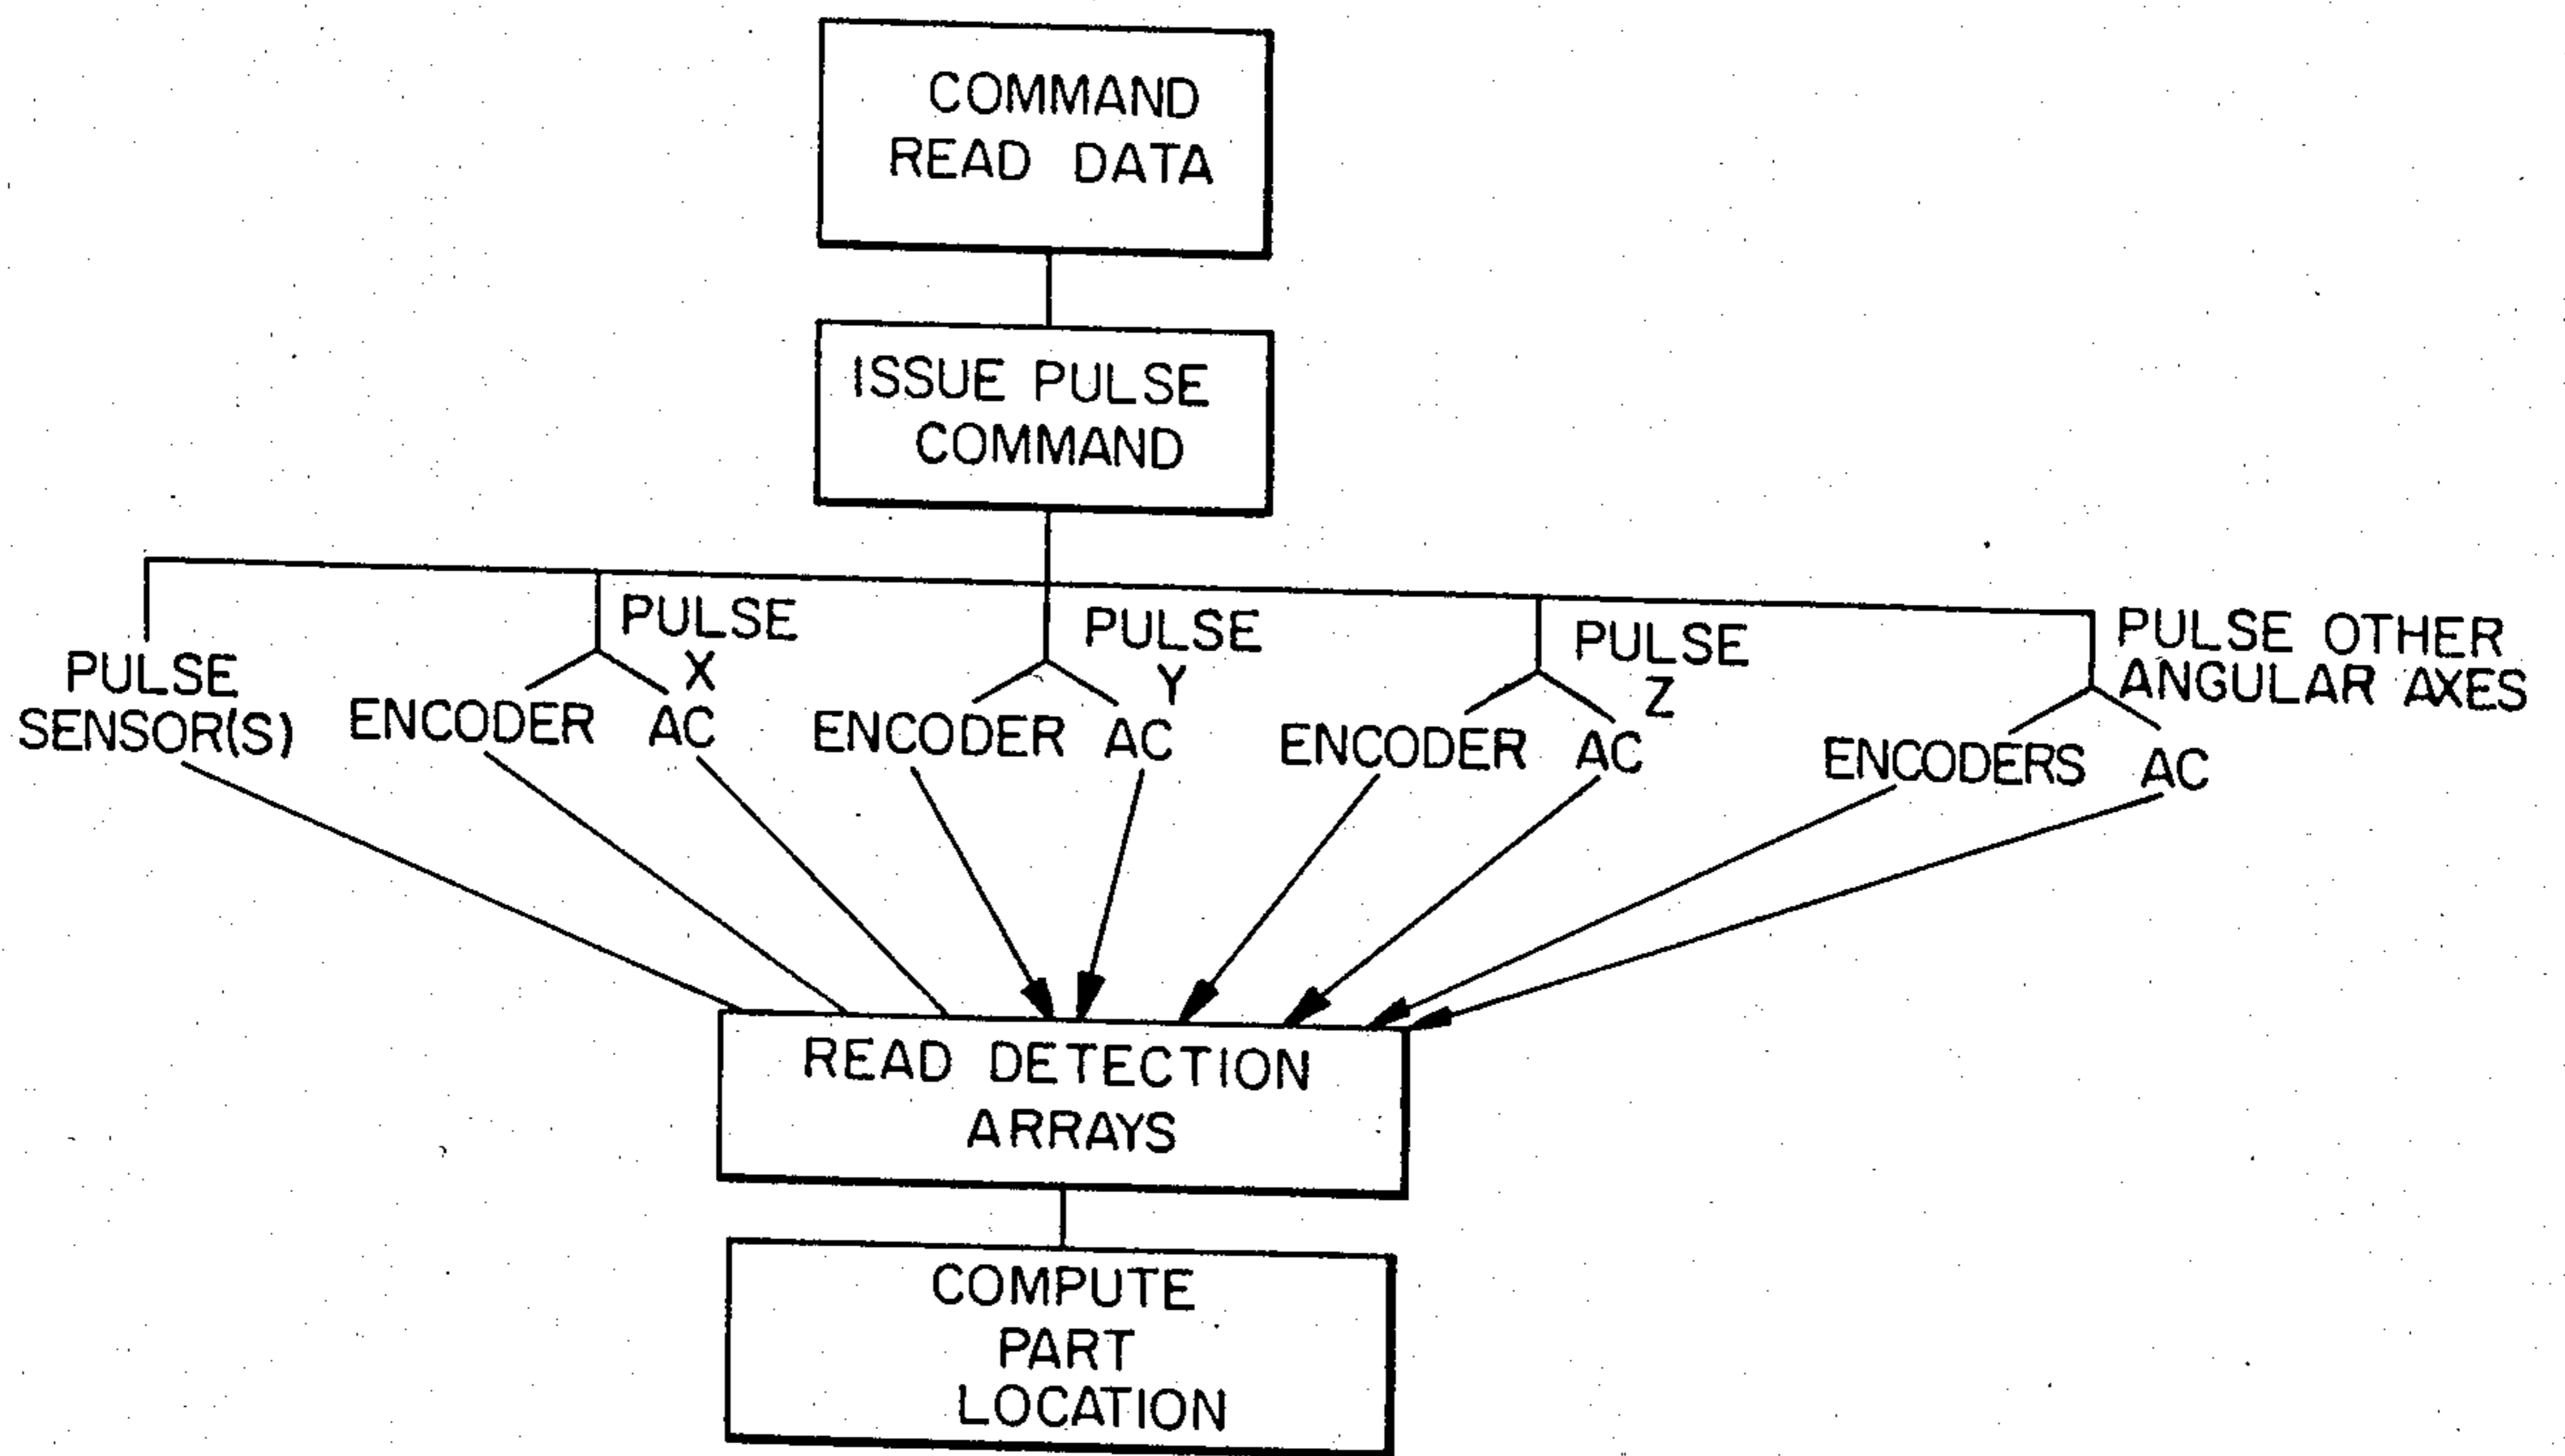 COMMAND
READ DATA
ISSUE PULSE
COMMAND
PULSE
SENSOR(S)
PULSE
X
ENCODER AC
PULSE
Y
ENCODER AC
PULSE
Z
ENCODER AC
PULSE OTHER
ANGULAR AXES
ENCODERS AC
READ DETECTION
ARRAYS
COMPUTE
PART
LOCATION